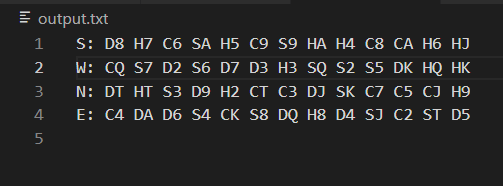 output.txt
1 S: D8 H7 C6 SA H5 C9 S9 HA H4 C8 CA H6 HJ
2 W: CQ S7 D2 S6 D7 D3 H3 SQ S2 S5 DK HQ HK
3 N: DT HT S3 D9 H2 CT C3 DJ SK C7 C5 CJ H9
4 E: C4 DA D6 S4 CK S8 DQ H8 D4 SJ C2 ST D5
5